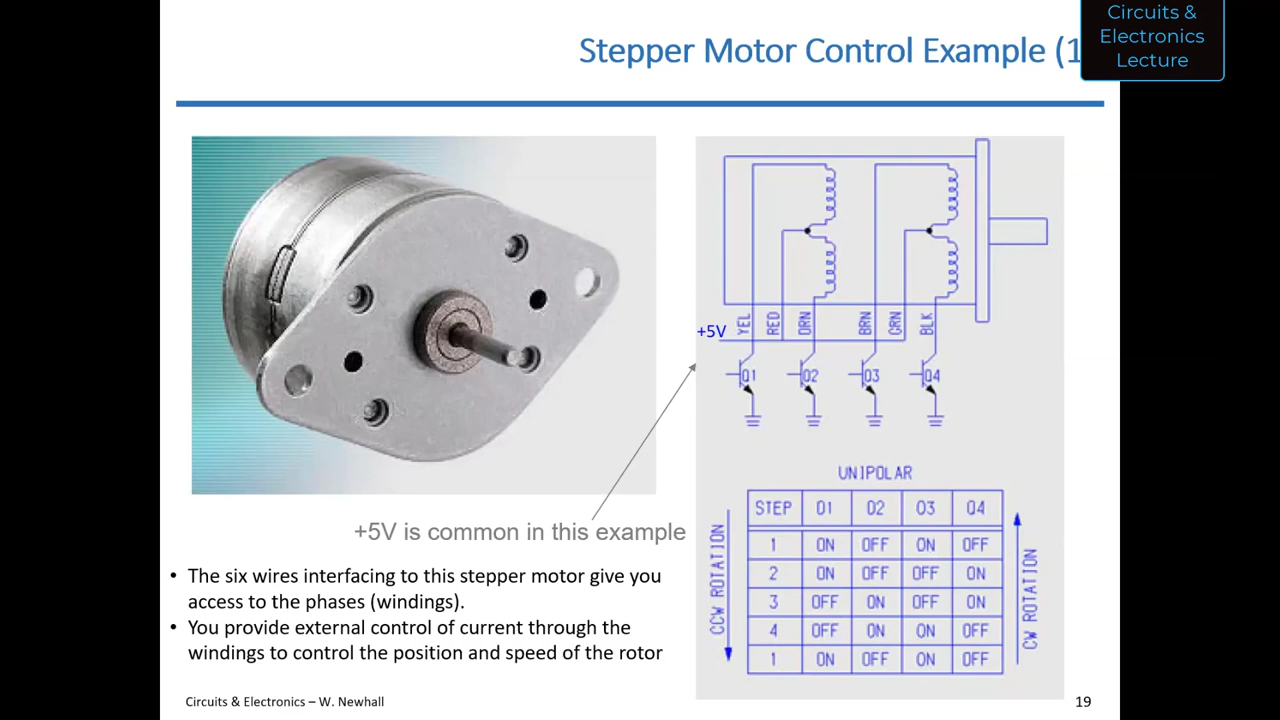 Circuits &
Electronics
Lecture
Stepper Motor Control Example (1
+5V
YEL
RED
ORN
BRN
GRN
BLK
Q1
Q2
Q3
Q4
UNIPOLAR
STEP Q1 Q2 Q3 Q4
1 ON OFF ON OFF
2 ON OFF OFF ON
3 OFF ON OFF ON
4 OFF ON ON OFF
1 ON OFF ON OFF
CCW ROTATION
CW ROTATION
+5V is common in this example
• The six wires interfacing to this stepper motor give you
access to the phases (windings).
• You provide external control of current through the
windings to control the position and speed of the rotor
Circuits & Electronics – W. Newhall
19